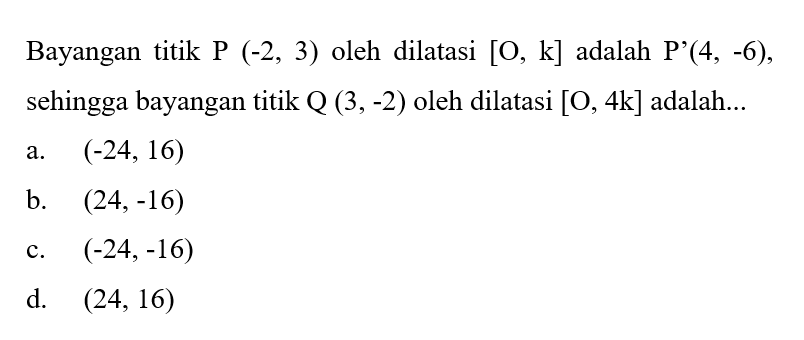 Bayangan titik P (-2, 3) oleh dilatasi [O, k] adalah P’(4, -6),
sehingga bayangan titik Q (3, -2) oleh dilatasi [O, 4k] adalah...
a. (-24, 16)
b. (24, -16)
c. (-24, -16)
d. (24, 16)